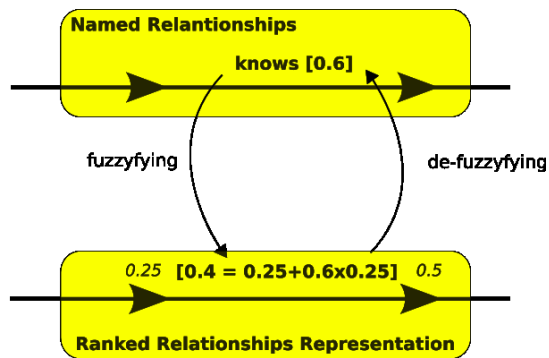 Named Relantionships
knows [0.6]
fuzzyfying
de-fuzzyfying
0.25 [0.4 = 0.25+0.6x0.25] 0.5
Ranked Relationships Representation